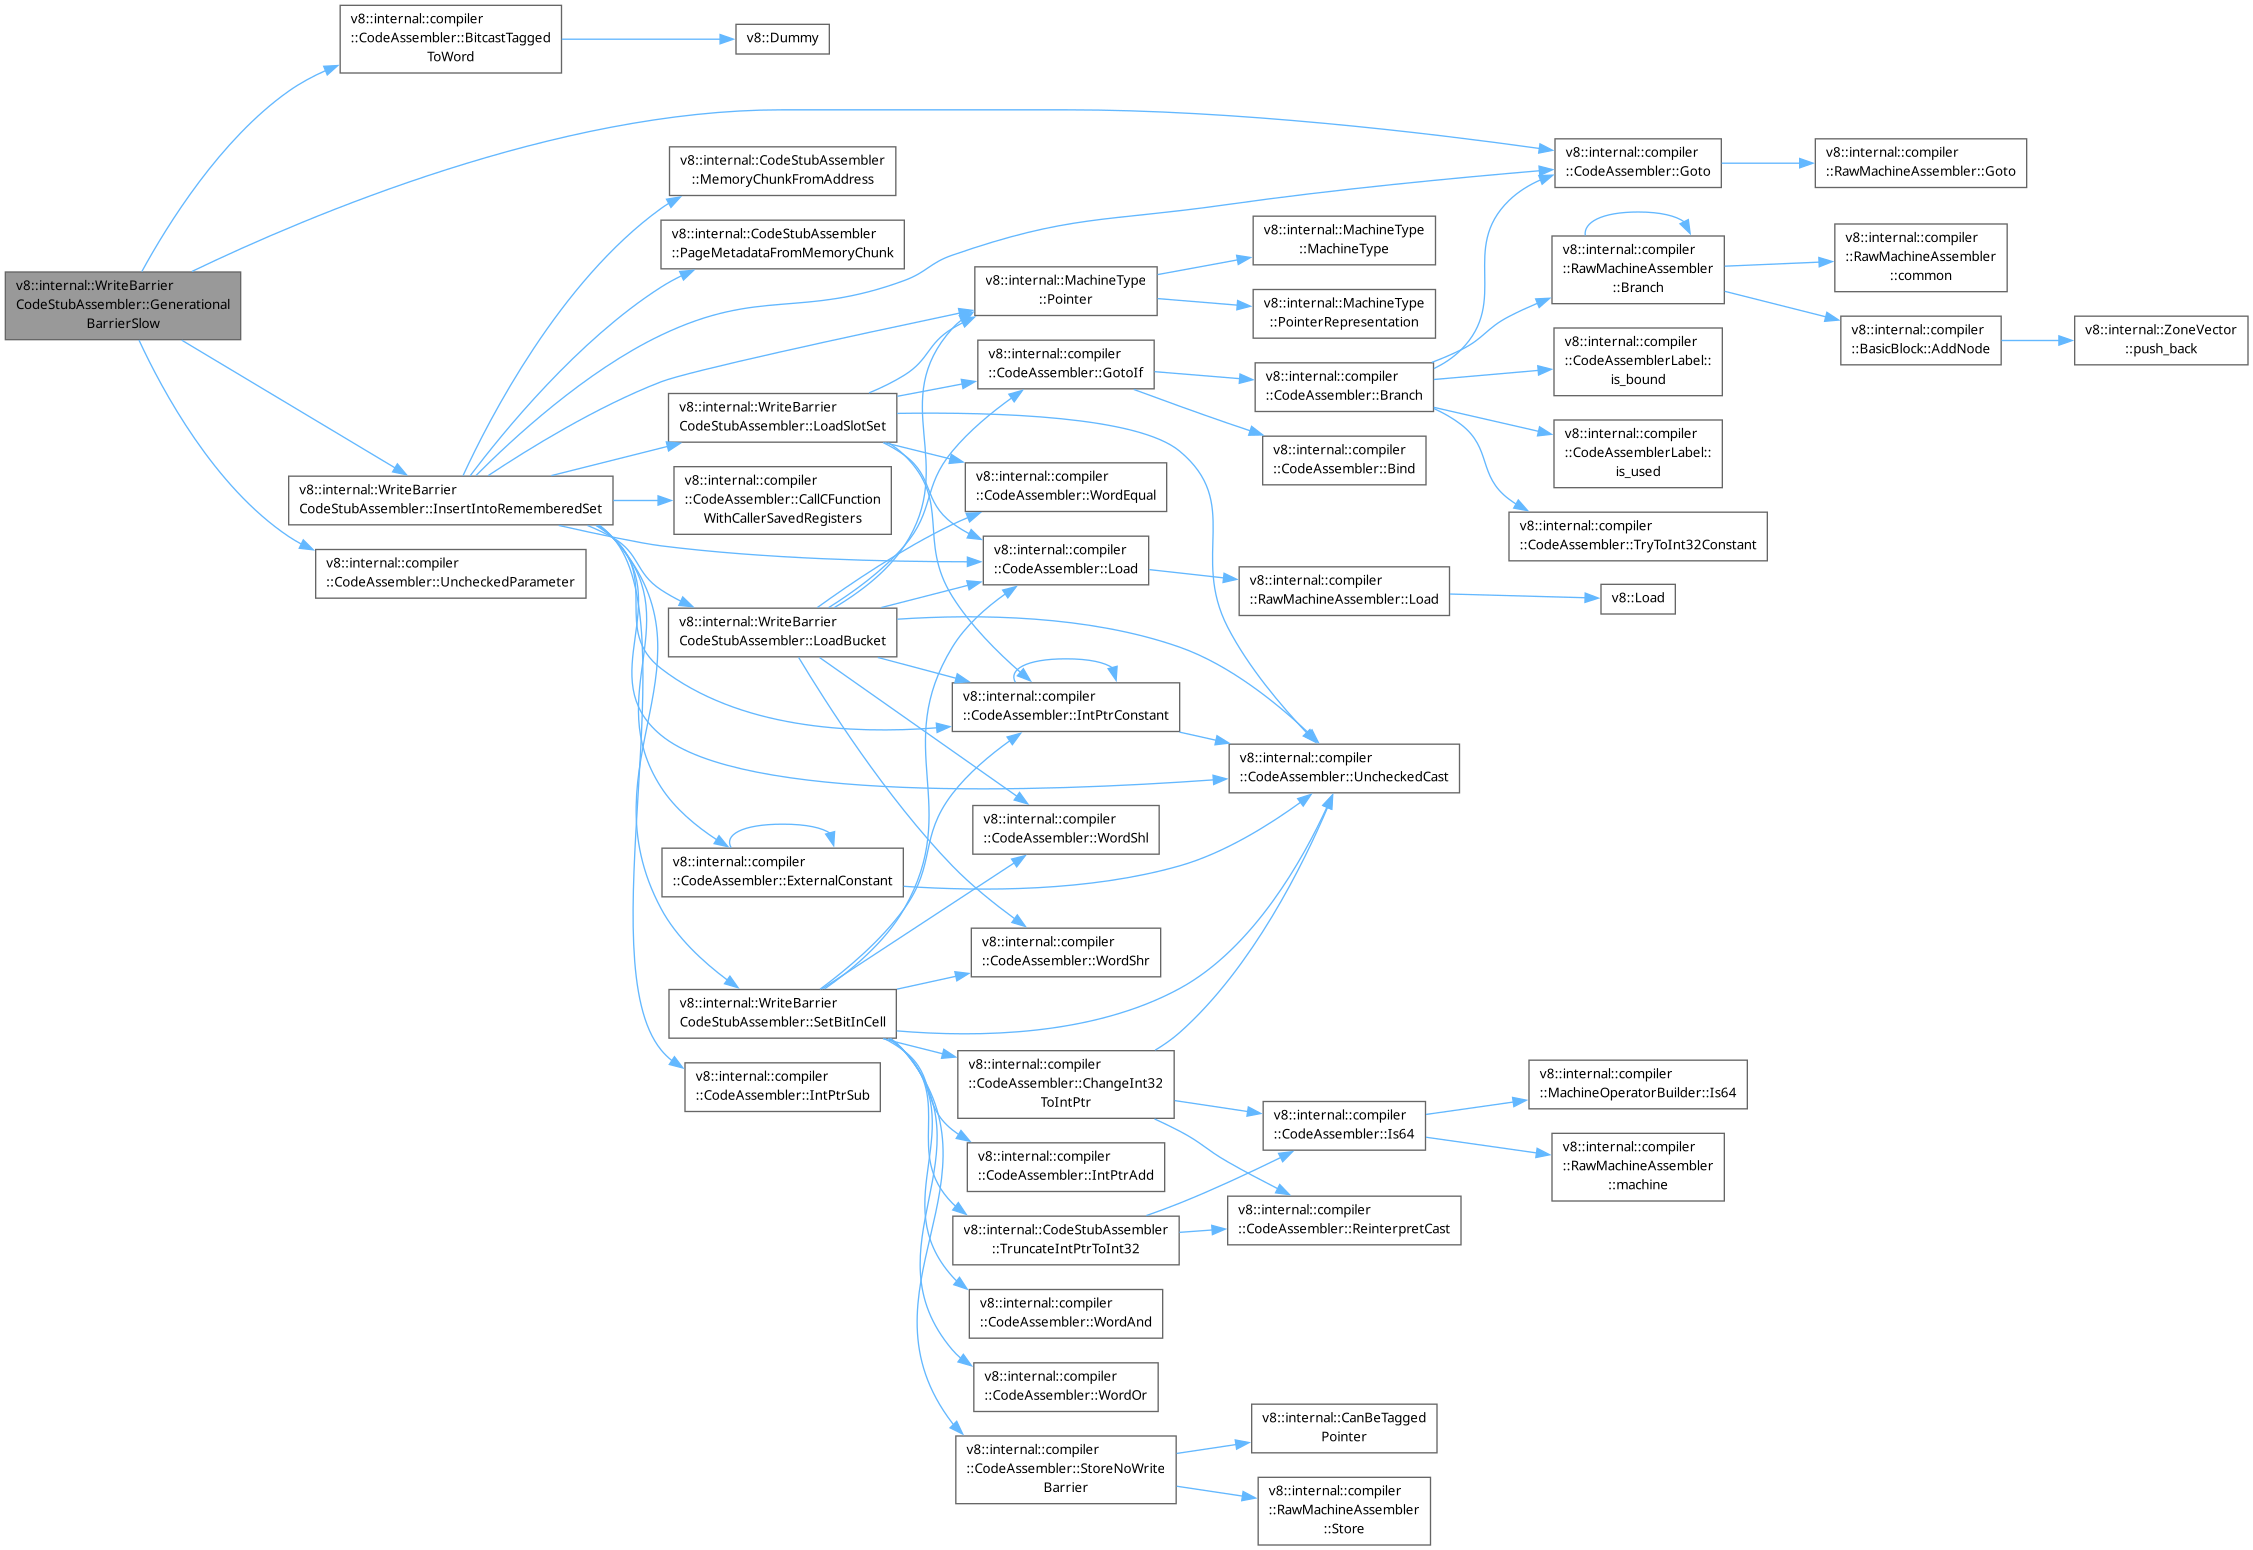 v8::internal::WriteBarrier
CodeStubAssembler::Generational
BarrierSlow
v8::internal::compiler
::CodeAssembler::BitcastTagged
ToWord
v8::Dummy
v8::internal::compiler
::CodeAssembler::Goto
v8::internal::compiler
::RawMachineAssembler::Goto
v8::internal::WriteBarrier
CodeStubAssembler::InsertIntoRememberedSet
v8::internal::compiler
::CodeAssembler::UncheckedParameter
v8::internal::CodeStubAssembler
::MemoryChunkFromAddress
v8::internal::CodeStubAssembler
::PageMetadataFromMemoryChunk
v8::internal::MachineType
::Pointer
v8::internal::MachineType
::MachineType
v8::internal::MachineType
::PointerRepresentation
v8::internal::WriteBarrier
CodeStubAssembler::LoadSlotSet
v8::internal::compiler
::CodeAssembler::CallCFunction
WithCallerSavedRegisters
v8::internal::compiler
::CodeAssembler::GotoIf
v8::internal::compiler
::CodeAssembler::Branch
v8::internal::compiler
::CodeAssembler::Bind
v8::internal::compiler
::RawMachineAssembler
::Branch
v8::internal::compiler
::RawMachineAssembler
::common
v8::internal::compiler
::BasicBlock::AddNode
v8::internal::ZoneVector
::push_back
v8::internal::compiler
::CodeAssemblerLabel::
is_bound
v8::internal::compiler
::CodeAssemblerLabel::
is_used
v8::internal::compiler
::CodeAssembler::TryToInt32Constant
v8::internal::compiler
::CodeAssembler::WordEqual
v8::internal::compiler
::CodeAssembler::Load
v8::internal::compiler
::RawMachineAssembler::Load
v8::Load
v8::internal::WriteBarrier
CodeStubAssembler::LoadBucket
v8::internal::compiler
::CodeAssembler::IntPtrConstant
v8::internal::compiler
::CodeAssembler::UncheckedCast
v8::internal::compiler
::CodeAssembler::WordShl
v8::internal::compiler
::CodeAssembler::ExternalConstant
v8::internal::compiler
::CodeAssembler::WordShr
v8::internal::WriteBarrier
CodeStubAssembler::SetBitInCell
v8::internal::compiler
::CodeAssembler::IntPtrSub
v8::internal::compiler
::CodeAssembler::ChangeInt32
ToIntPtr
v8::internal::compiler
::CodeAssembler::Is64
v8::internal::compiler
::MachineOperatorBuilder::Is64
v8::internal::compiler
::RawMachineAssembler
::machine
v8::internal::compiler
::CodeAssembler::IntPtrAdd
v8::internal::CodeStubAssembler
::TruncateIntPtrToInt32
v8::internal::compiler
::CodeAssembler::ReinterpretCast
v8::internal::compiler
::CodeAssembler::WordAnd
v8::internal::compiler
::CodeAssembler::WordOr
v8::internal::compiler
::CodeAssembler::StoreNoWrite
Barrier
v8::internal::CanBeTagged
Pointer
v8::internal::compiler
::RawMachineAssembler
::Store